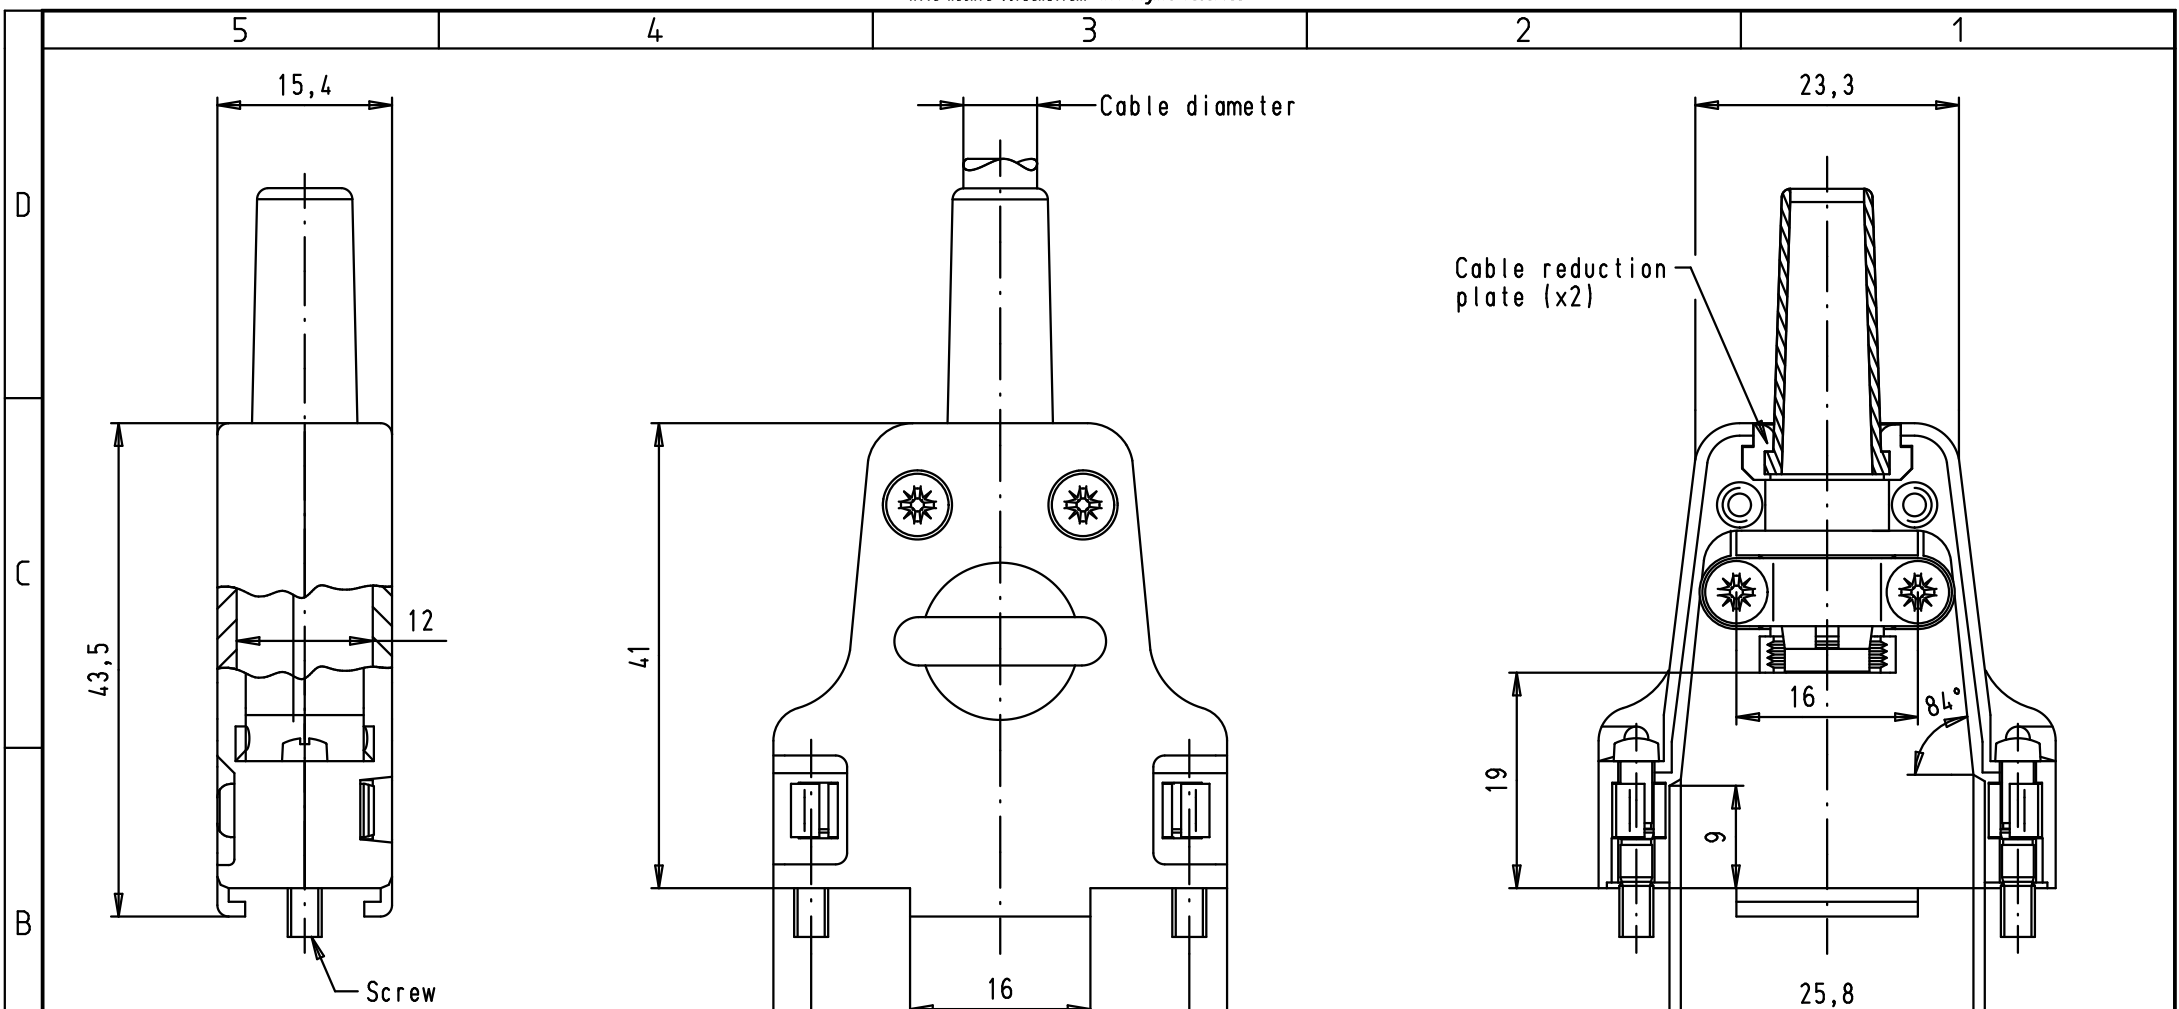 5 4 3 2 1
15,4
Cable diameter
23,3
D
Cable reduction
plate (x2)
C
12
43,5
41
16
84°
19
9
B
Screw
16
25,8